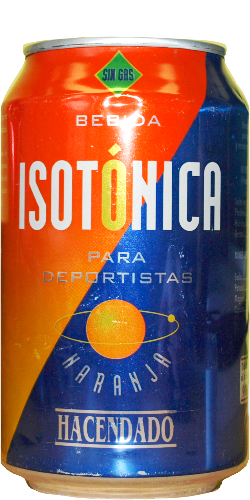 SIN GAS
BEBIDA
ISOTÓNICA
PARA
DEPORTISTAS
NARANJA
HACENDADO